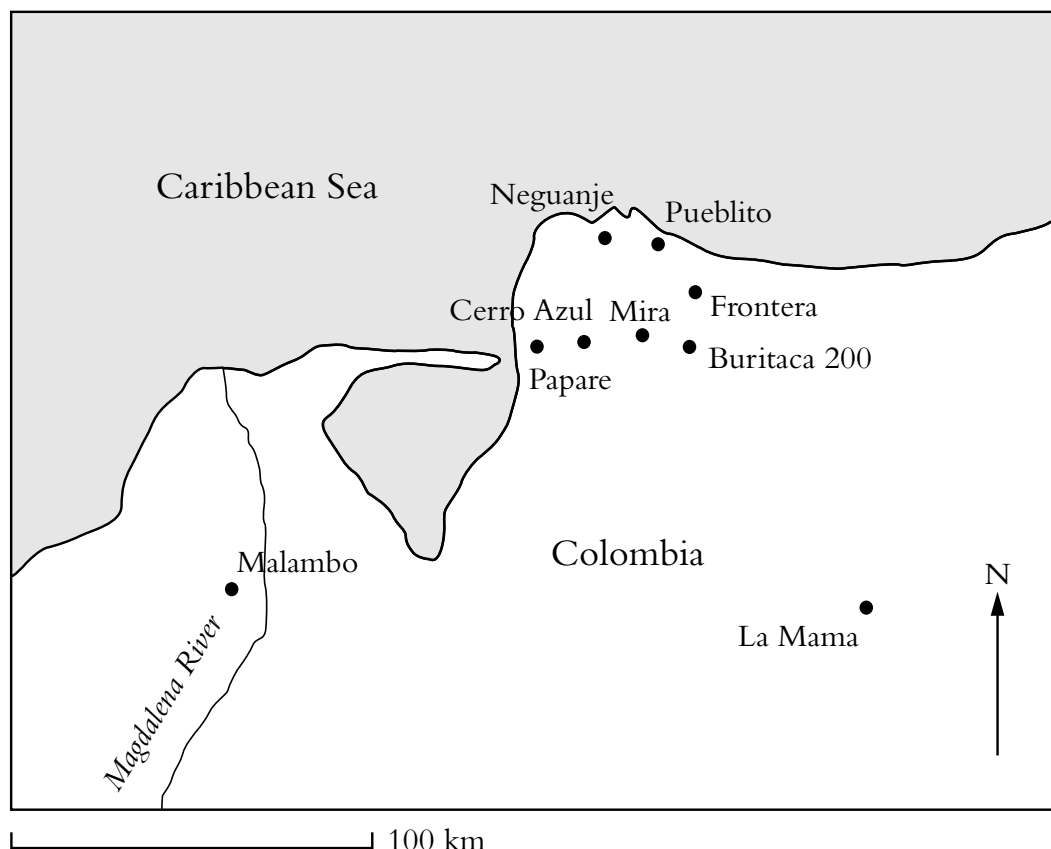 Caribbean Sea
Neguanje
Pueblito
Cerro Azul
Mira
Frontera
Papare
Buritaca 200
Malambo
Colombia
N
La Mama
Magdalena River
100 km